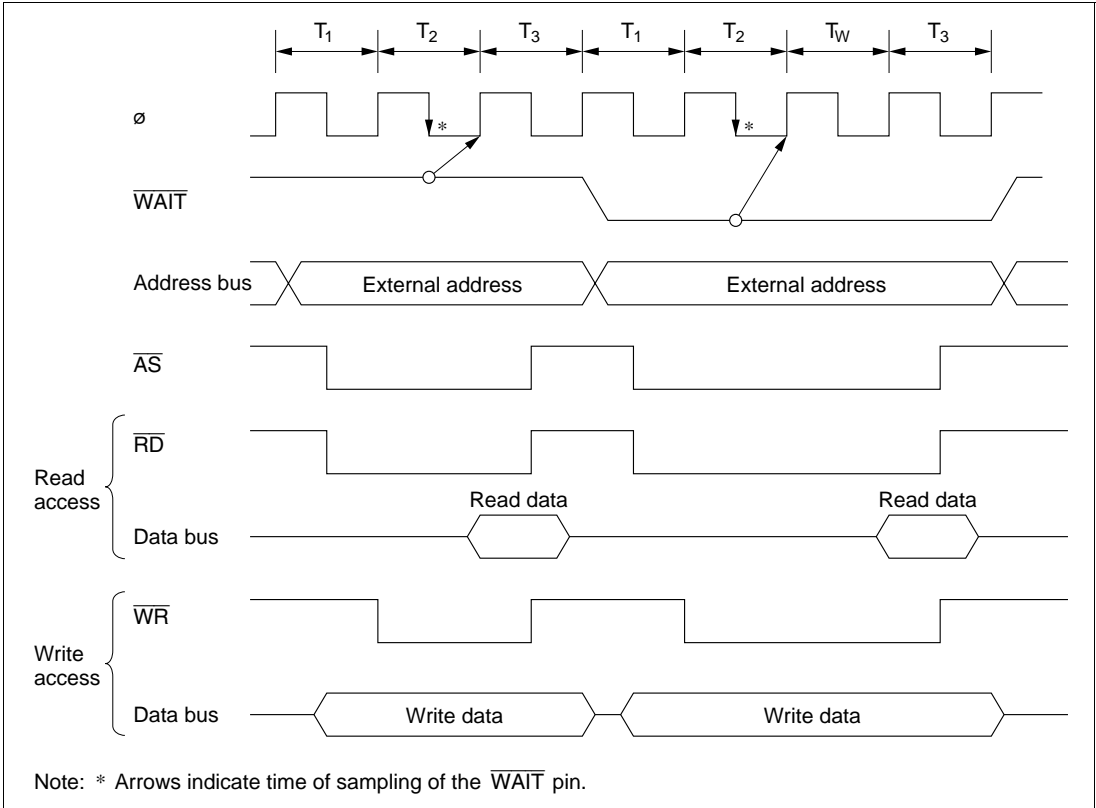 T1 T2 T3 T1 T2 TW T3
ø
* *
WAIT
Address bus External address External address
AS
RD
Read access
Read data Read data
Data bus
WR
Write access
Data bus Write data Write data
Note: * Arrows indicate time of sampling of the WAIT pin.